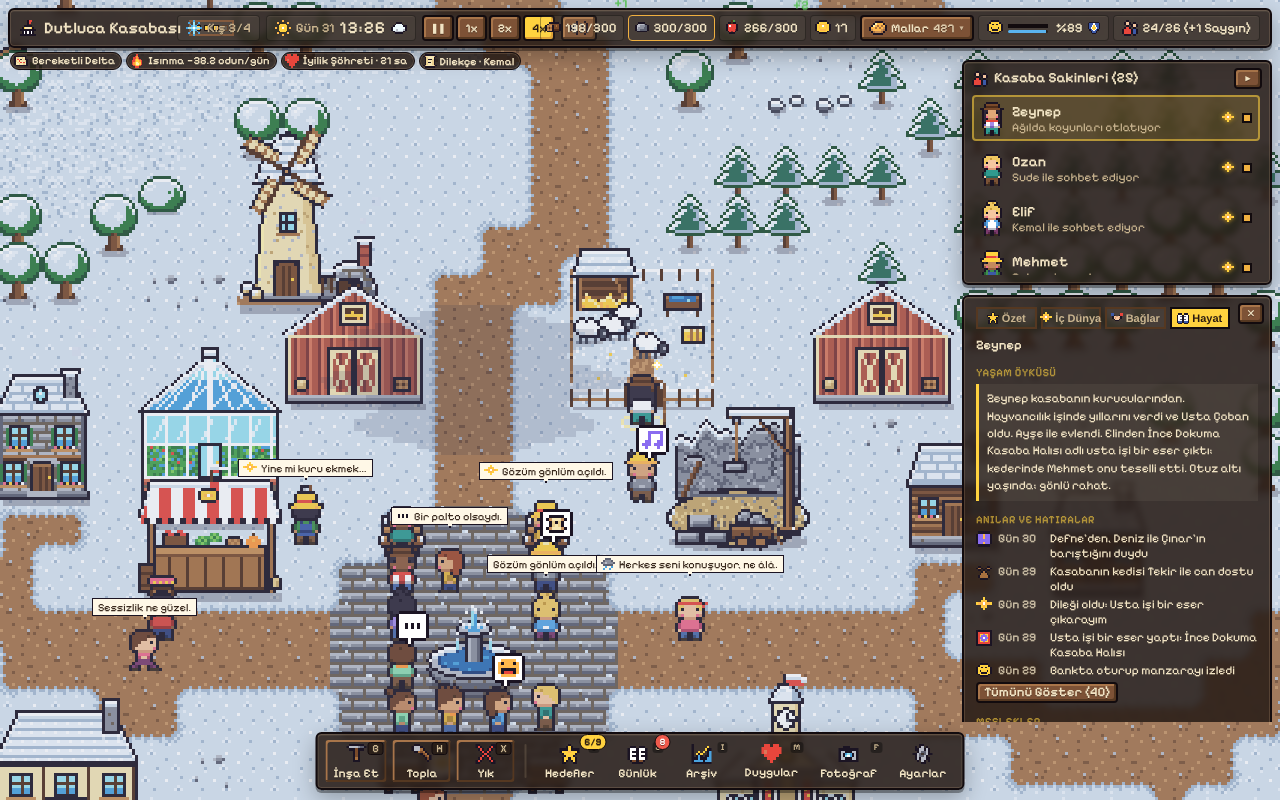 Dutluca Kasabası
Kış 3/4
Gün 31 13:26
1x
2x
4x
198/300
300/300
266/300
17
Mallar 427
%89
24/26 (+1 Saygın)
Bereketli Delta
Isınma -38.2 odun/gün
İyilik Şöhreti · 21 sa
Dilekçe · Kemal
Kasaba Sakinleri (25)
Zeynep
Ağılda koyunları otlatıyor
Ozan
Sude ile sohbet ediyor
Elif
Kemal ile sohbet ediyor
Mehmet
Özet
İç Dünya
Bağlar
Hayat
Zeynep
YAŞAM ÖYKÜSÜ
Zeynep kasabanın kurucularından.
Hayvancılık işinde yıllarını verdi ve Usta Çoban
oldu. Ayşe ile evlendi. Elinden İnce Dokuma
Kasaba Halısı adlı usta işi bir eser çıktı;
kederinde Mehmet onu teselli etti. Otuz altı
yaşında; gönlü rahat.
ANILAR VE HATIRALAR
Gün 30 Defne'den, Deniz ile Çınar'ın
barıştığını duydu
Gün 29 Kasabanın kedisi Tekir ile can dostu
oldu
Gün 29 Dileği oldu: Usta işi bir eser
çıkarayım
Gün 29 Usta işi bir eser yaptı: İnce Dokuma
Kasaba Halısı
Gün 29 Bankta oturup manzarayı izledi
Tümünü Göster (40)
MESLEKLER
Yine mi kuru ekmek...
Gözüm gönlüm açıldı.
Bir palto olsaydı.
Gözüm gönlüm açıldı
Herkes seni konuşuyor, ne âlâ.
Sessizlik ne güzel.
İnşa Et
Topla
H
Yık
X
Hedefler
6/9
Günlük
8
Arşiv
I
Duygular
M
Fotoğraf
F
Ayarlar